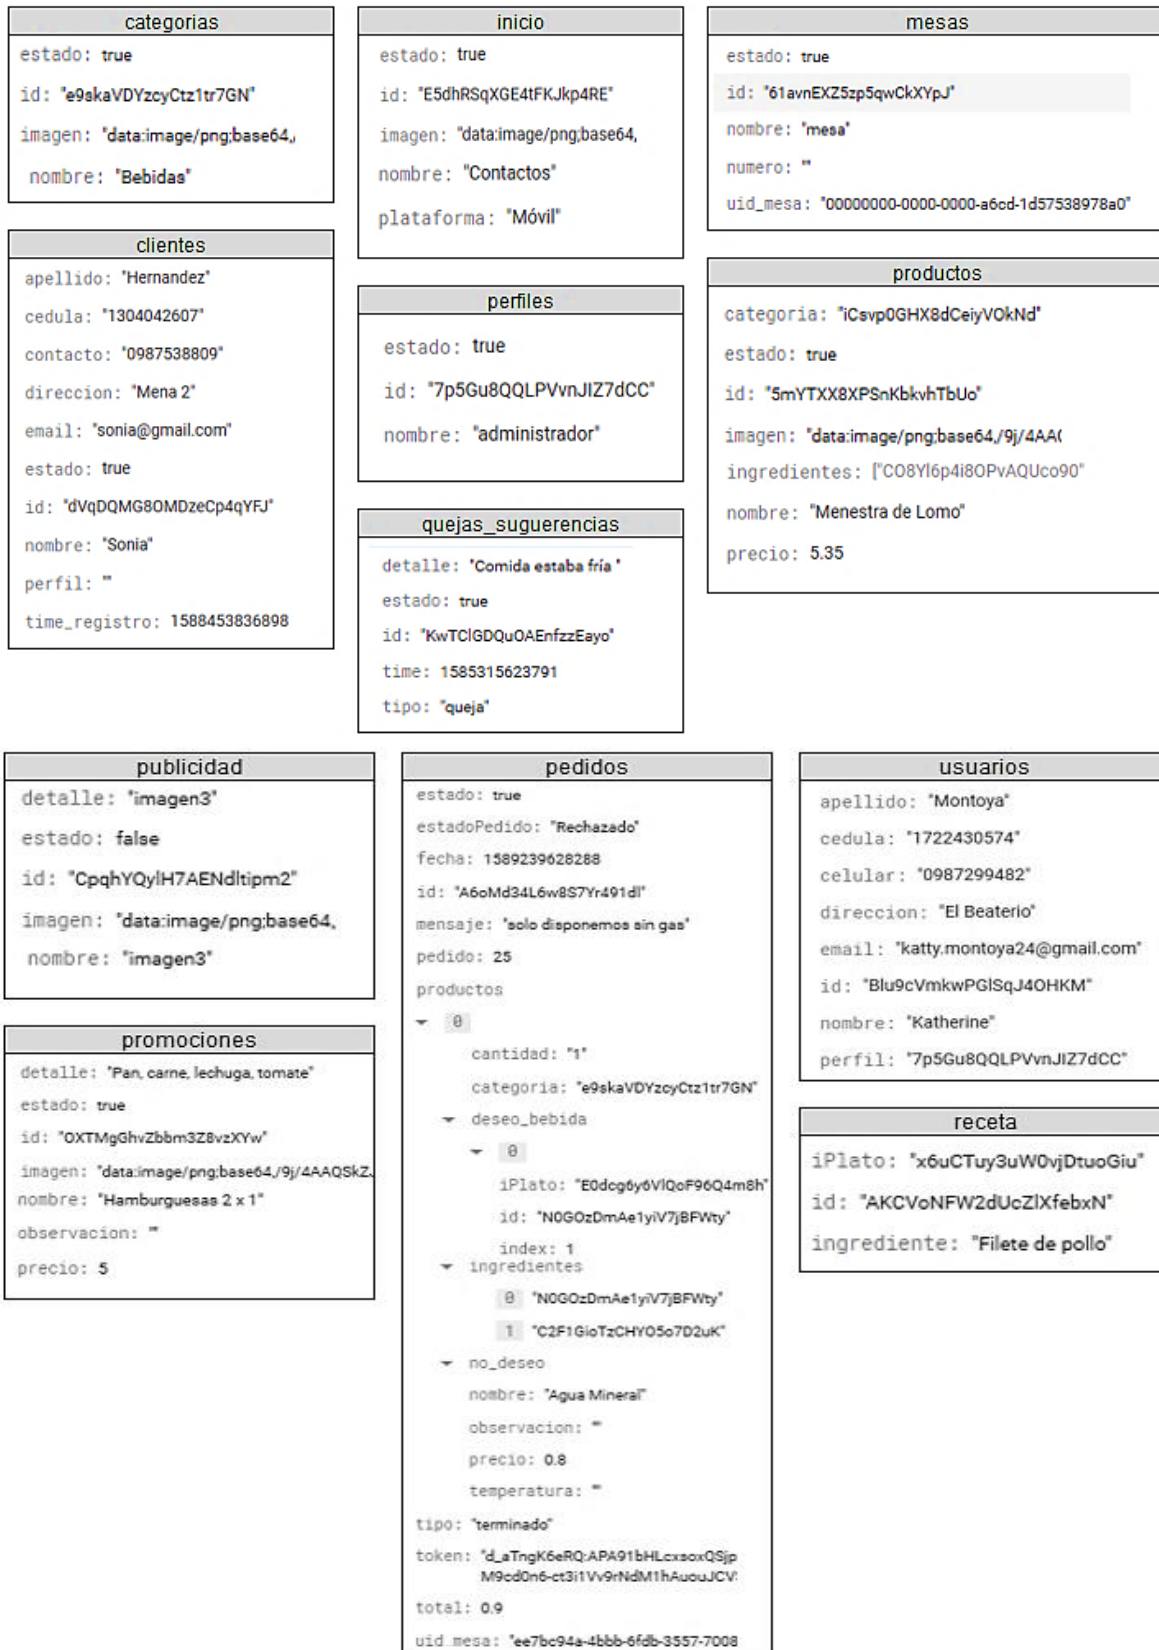 categorias
estado: true
id: "e9skaVDYzcyCtz1tr7GN"
imagen: "data:image/png;base64,/
nombre: "Bebidas"
clientes
apellido: "Hernandez"
cedula: "1304042607"
contacto: "0987538809"
direccion: "Mena 2"
email: "sonia@gmail.com"
estado: true
id: "dVqDQMG8OMDzeCp4qYFJ"
nombre: "Sonia"
perfil: ""
time_registro: 1588453836898
inicio
estado: true
id: "E5dhRSqXGE4tFKJkp4RE"
imagen: "data:image/png;base64,
nombre: "Contactos"
plataforma: "Móvil"
perfiles
estado: true
id: "7p5Gu8QQLPVvnJIZ7dCC"
nombre: "administrador"
quejas_suguerencias
detalle: "Comida estaba fría "
estado: true
id: "KwTClGDQuOAEnfzzEayo"
time: 1585315623791
tipo: "queja"
mesas
estado: true
id: "61avnEXZ5zp5qwCkXYpJ"
nombre: "mesa"
numero: ""
uid_mesa: "00000000-0000-0000-a6cd-1d57538978a0"
productos
categoria: "iCsvp0GHX8dCeiyVOkNd"
estado: true
id: "5mYTXX8XPSnKbkvhTbUo"
imagen: "data:image/png;base64,/9j/4AA(
ingredientes: ["CO8Yl6p4i8OPvAQUco90"
nombre: "Menestra de Lomo"
precio: 5.35
publicidad
detalle: "imagen3"
estado: false
id: "CpqhYQylH7AENdltipm2"
imagen: "data:image/png;base64,
nombre: "imagen3"
promociones
detalle: "Pan, carne, lechuga, tomate"
estado: true
id: "OXTMgGhvZbbm3Z8vzXYw"
imagen: "data:image/png;base64,/9j/4AAQSkZJ
nombre: "Hamburguesas 2 x 1"
observacion: ""
precio: 5
pedidos
estado: true
estadoPedido: "Rechazado"
fecha: 1589239628288
id: "A6oMd34L6w8S7Yr491dl"
mensaje: "solo disponemos sin gas"
pedido: 25
productos
0
cantidad: "1"
categoria: "e9skaVDYzcyCtz1tr7GN"
deseo_bebida
0
iPlato: "E0dcg6y6VlQoF96Q4m8h"
id: "N0GOzDmAe1yiV7jBFWty"
index: 1
ingredientes
0 "N0GOzDmAe1yiV7jBFWty"
1 "C2F1GioTzCHYO5o7D2uK"
no_deseo
nombre: "Agua Mineral"
observacion: ""
precio: 0.8
temperatura: ""
tipo: "terminado"
token: "d_aTngK6eRQ:APA91bHLcxsoxQSjp
M9cd0n6-ct3i1Vv9rNdM1hAuouJCV:
total: 0.9
uid_mesa: "ee7bc94a-4bbb-6fdb-3557-7008
usuarios
apellido: "Montoya"
cedula: "1722430574"
celular: "0987299482"
direccion: "El Beaterio"
email: "katty.montoya24@gmail.com"
id: "Blu9cVmkwPGlSqJ4OHKM"
nombre: "Katherine"
perfil: "7p5Gu8QQLPVvnJIZ7dCC"
receta
iPlato: "x6uCTuy3uW0vjDtuoGiu"
id: "AKCVoNFW2dUcZlXfebxN"
ingrediente: "Filete de pollo"